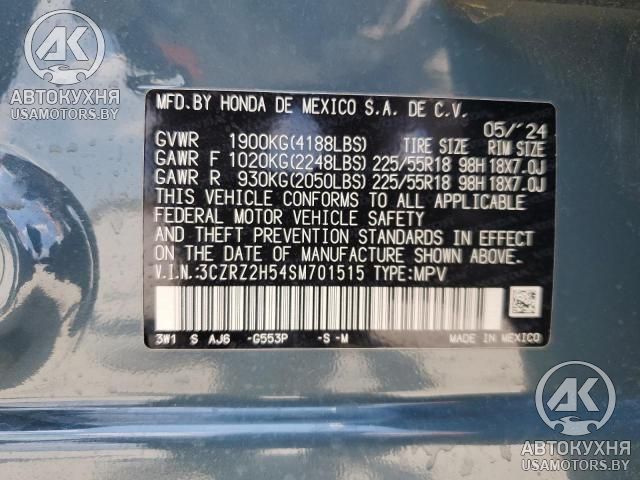 АК
АВТОКУХНЯ
USAMOTORS.BY
MFD. BY HONDA DE MEXICO S.A. DE C.V.
05/'24
GVWR 1900KG(4188LBS) TIRE SIZE RIM SIZE
GAWR F 1020KG(2248LBS) 225/55R18 98H 18X7.0J
GAWR R 930KG(2050LBS) 225/55R18 98H 18X7.0J
THIS VEHICLE CONFORMS TO ALL APPLICABLE
FEDERAL MOTOR VEHICLE SAFETY
AND THEFT PREVENTION STANDARDS IN EFFECT
ON THE DATE OF MANUFACTURE SHOWN ABOVE.
V.I.N.:3CZRZ2H54SM701515 TYPE:MPV
3W1 S AJ6 -G553P -S -M MADE IN MEXICO
АК
АВТОКУХНЯ
USAMOTORS.BY